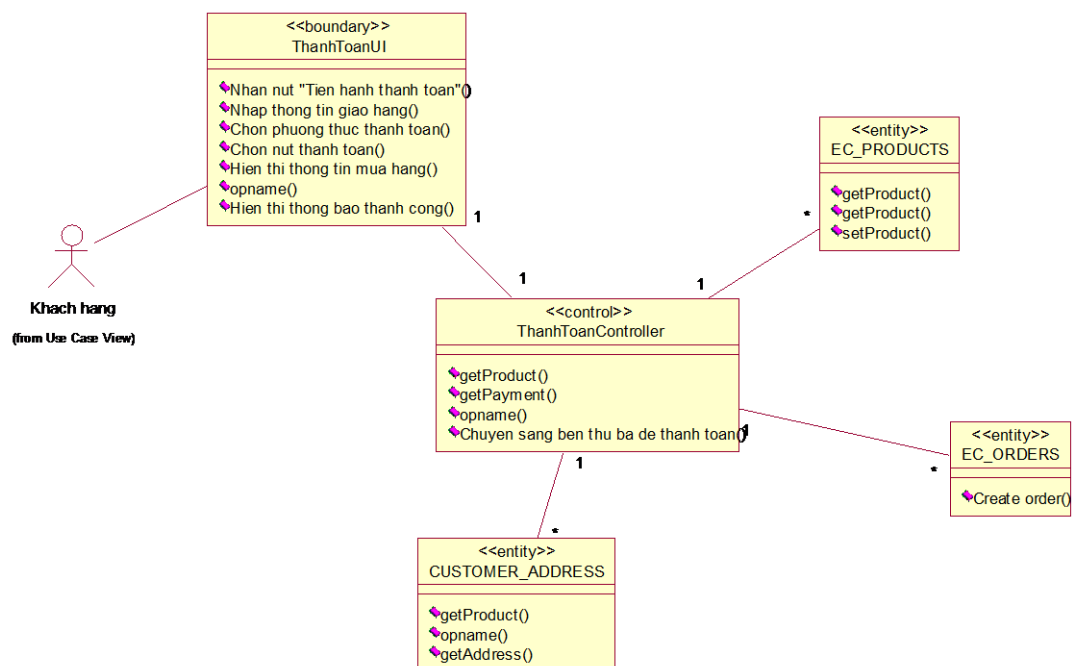 <<boundary>>
ThanhToanUI
Nhan nut "Tien hanh thanh toan"()
Nhap thong tin giao hang()
Chon phuong thuc thanh toan()
Chon nut thanh toan()
Hien thi thong tin mua hang()
opname()
Hien thi thong bao thanh cong()
Khach hang
(from Use Case View)
1
1
<<entity>>
EC_PRODUCTS
getProduct()
getProduct()
setProduct()
*
1
<<control>>
ThanhToanController
getProduct()
getPayment()
opname()
Chuyen sang ben thu ba de thanh toan()
1
*
<<entity>>
EC_ORDERS
Create order()
1
*
<<entity>>
CUSTOMER_ADDRESS
getProduct()
opname()
getAddress()